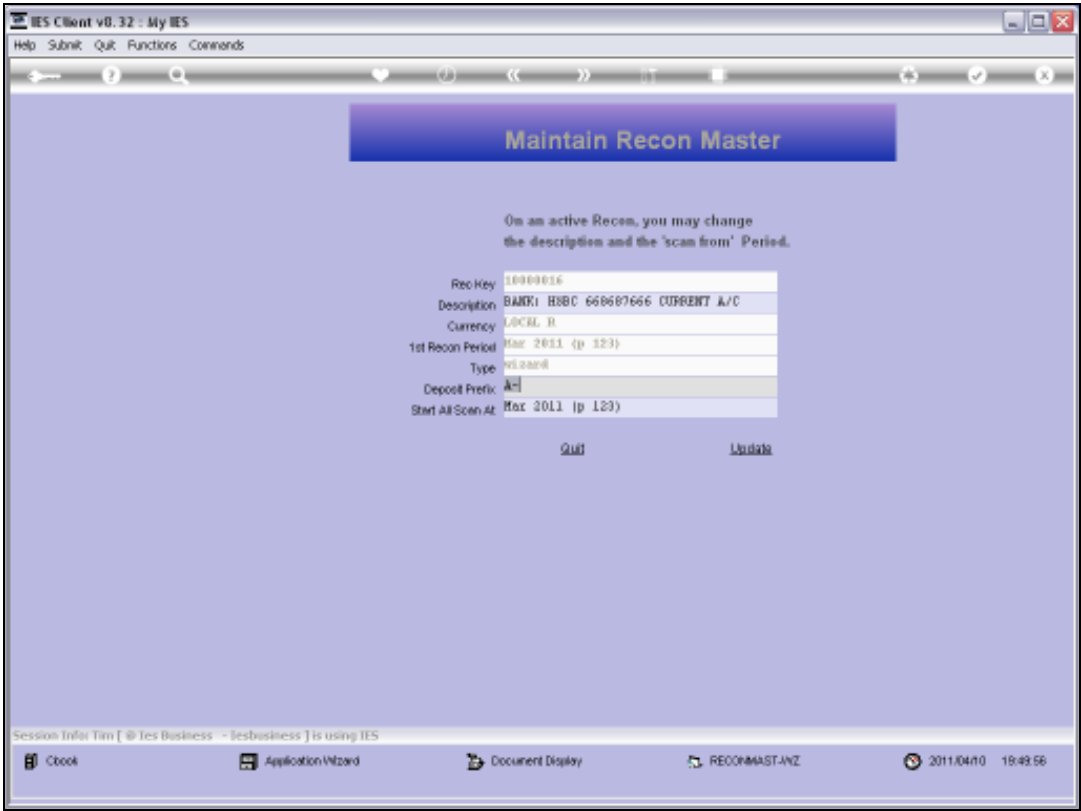 IES Client v8.32 : My IES
Help Submit Quit Functions Commands
Maintain Recon Master
On an active Recon, you may change
the description and the 'scan from' Period.
Rec Key 10000016
Description BANK: HSBC 668687666 CURRENT A/C
Currency LOCAL R
1st Recon Period Mar 2011 (p 123)
Type wizard
Deposit Prefix A-
Start All Scan At Mar 2011 (p 123)
Quit Update
Session Info: Tim [ @ Ies Business - Iesbusiness ] is using IES
Cbook Application Wizard Document Display RECONMAST-WZ 2011/04/10 19:49:56